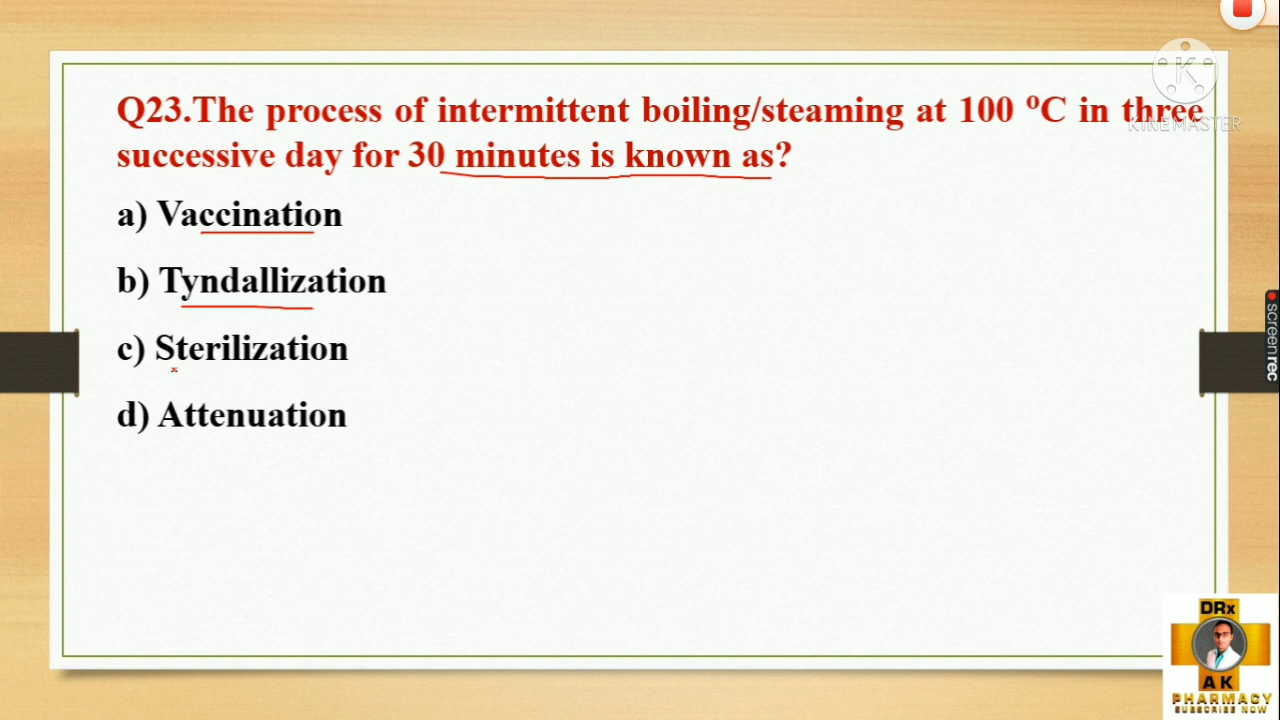 Q23.The process of intermittent boiling/steaming at 100 ºC in three
successive day for 30 minutes is known as?
a) Vaccination
b) Tyndallization
c) Sterilization
d) Attenuation
KINEMASTER
screenrec
DRx
A K
PHARMACY
SUBSCRIBE NOW